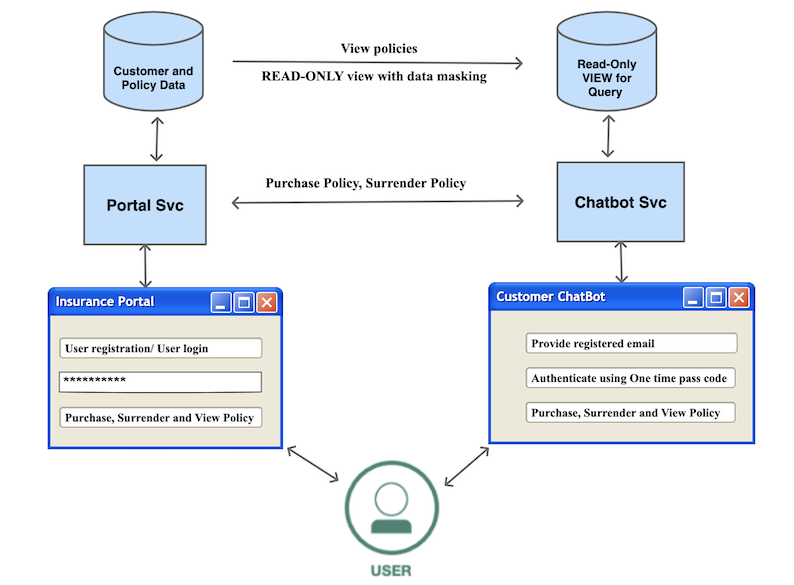 Customer and
Policy Data
View policies
READ-ONLY view with data masking
Read-Only
VIEW for
Query
Portal Svc
Purchase Policy, Surrender Policy
Chatbot Svc
Insurance Portal
User registration/ User login
**********
Purchase, Surrender and View Policy
Customer ChatBot
Provide registered email
Authenticate using One time pass code
Purchase, Surrender and View Policy
USER